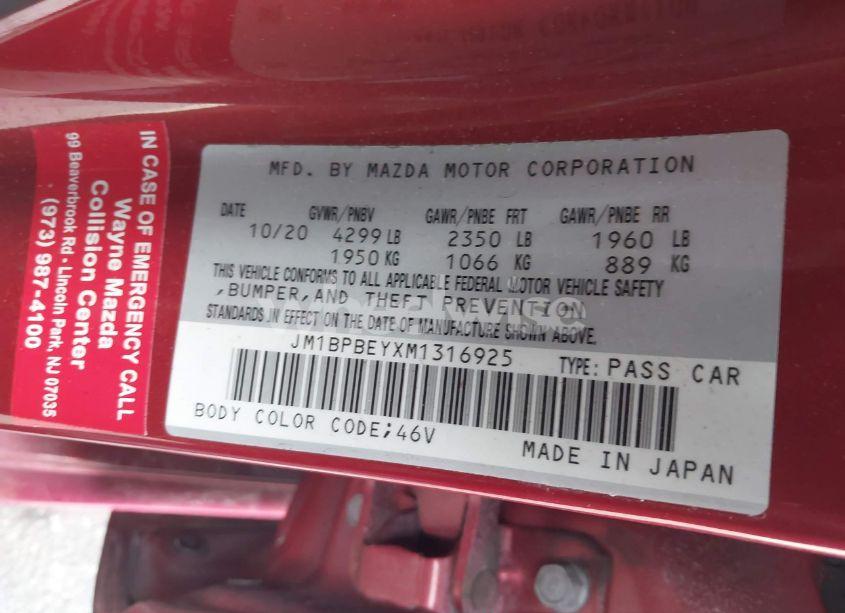 IN CASE OF EMERGENCY CALL
Wayne Mazda
Collision Center
99 Beaverbrook Rd - Lincoln Park, NJ 07035
(973) 987-4100
MFD. BY MAZDA MOTOR CORPORATION
DATE GVWR/PNBV GAWR/PNBE FRT GAWR/PNBE RR
10/20 4299 LB 2350 LB 1960 LB
1950 KG 1066 KG 889 KG
THIS VEHICLE CONFORMS TO ALL APPLICABLE FEDERAL MOTOR VEHICLE SAFETY
,BUMPER,AND THEFT PREVENTION
STANDARDS IN EFFECT ON THE DATE OF MANUFACTURE SHOWN ABOVE.
JM1BPBEYXM1316925 TYPE: PASS CAR
BODY COLOR CODE;46V
MADE IN JAPAN